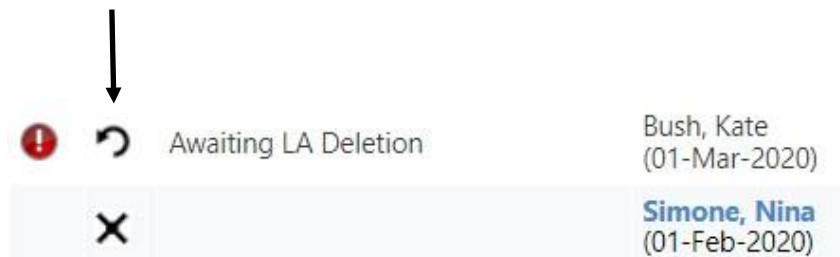 Awaiting LA Deletion
Bush, Kate
(01-Mar-2020)
Simone, Nina
(01-Feb-2020)